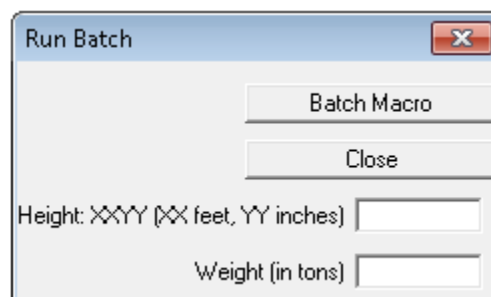 Run Batch
Batch Macro
Close
Height: XXYY (XX feet, YY inches)
Weight (in tons)